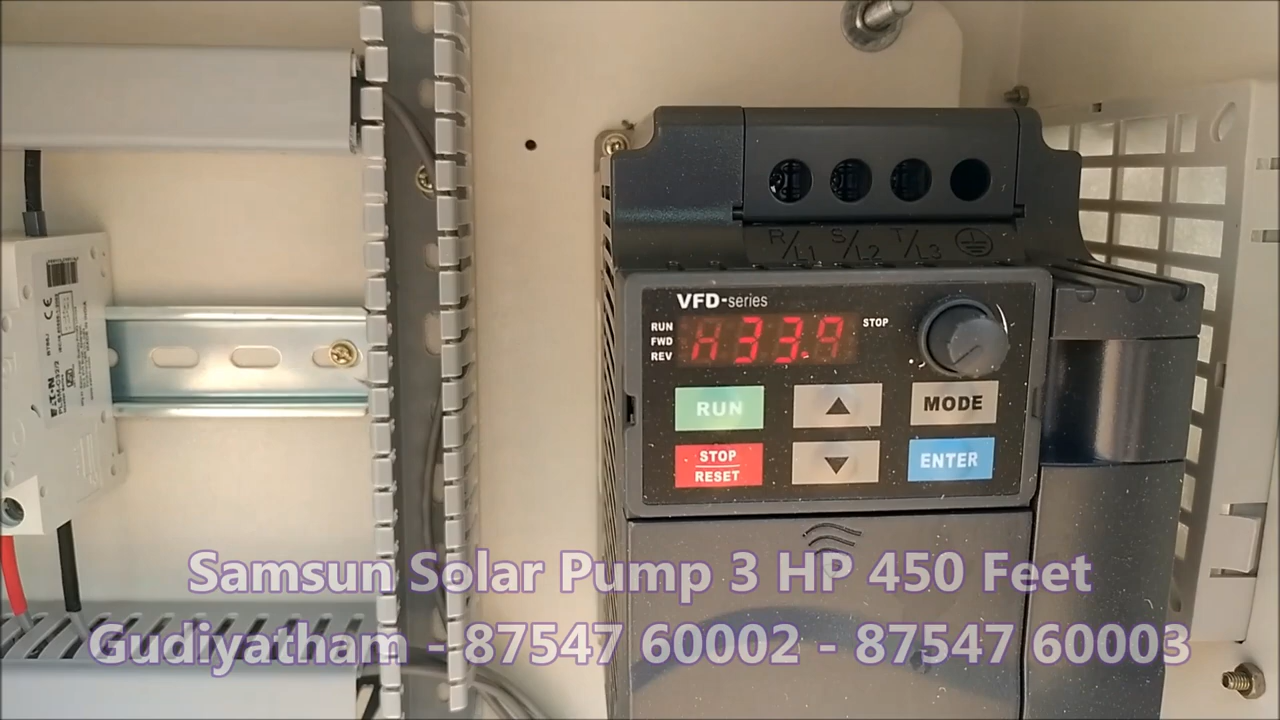 R/L1 S/L2 T/L3
VFD-series
RUN
FWD
REV
H33.9
STOP
RUN
MODE
STOP
RESET
ENTER
EATON
Samsun Solar Pump 3 HP 450 Feet
Gudiyatham - 87547 60002 - 87547 60003